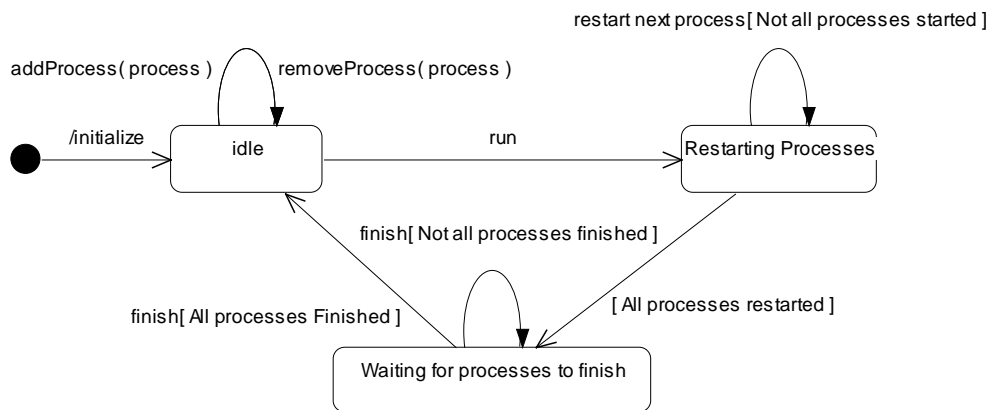 restart next process[ Not all processes started ]
addProcess( process )
removeProcess( process )
/initialize
idle
run
Restarting Processes
finish[ Not all processes finished ]
finish[ All processes Finished ]
[ All processes restarted ]
Waiting for processes to finish